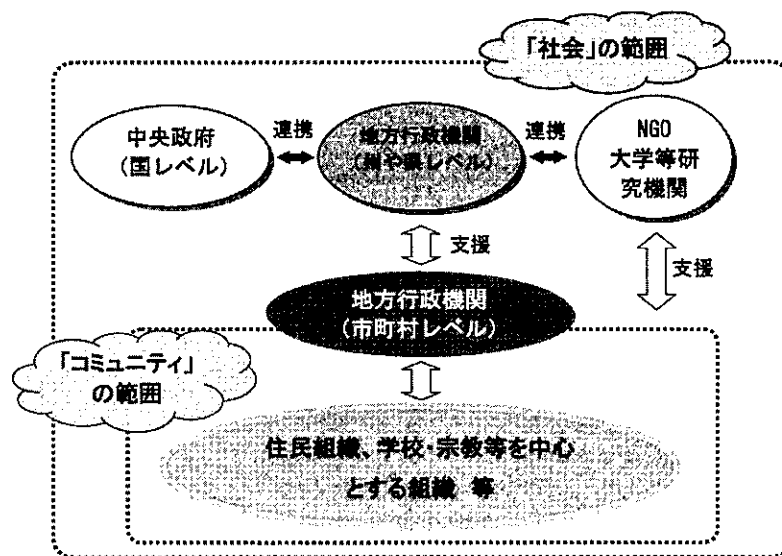 「社会」の範囲
中央政府
（国レベル）
連携
地方行政機関
（州や県レベル）
連携
NGO
大学等研
究機関
支援
支援
地方行政機関
（市町村レベル）
「コミュニティ」
の範囲
住民組織、学校・宗教等を中心
とする組織 等